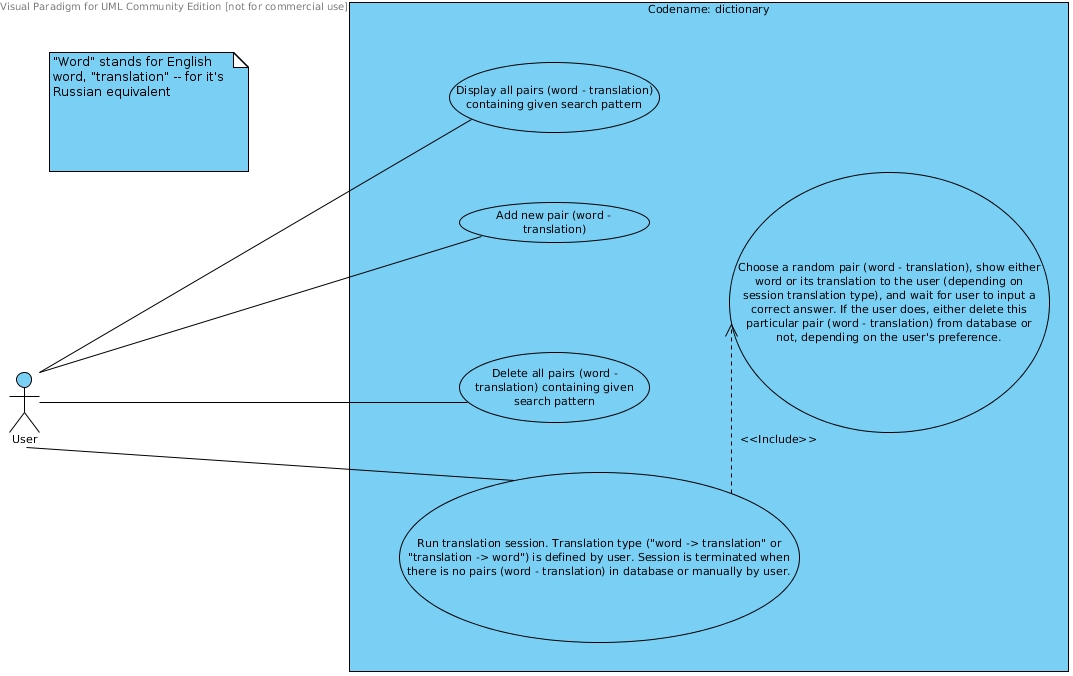 Visual Paradigm for UML Community Edition [not for commercial use]
Codename: dictionary
"Word" stands for English
word, "translation" -- for it's
Russian equivalent
Display all pairs (word - translation)
containing given search pattern
Add new pair (word -
translation)
Choose a random pair (word - translation), show either
word or its translation to the user (depending on
session translation type), and wait for user to input a
correct answer. If the user does, either delete this
particular pair (word - translation) from database or
not, depending on the user's preference.
Delete all pairs (word -
translation) containing given
search pattern
User
<<Include>>
Run translation session. Translation type ("word -> translation" or
"translation -> word") is defined by user. Session is terminated when
there is no pairs (word - translation) in database or manually by user.